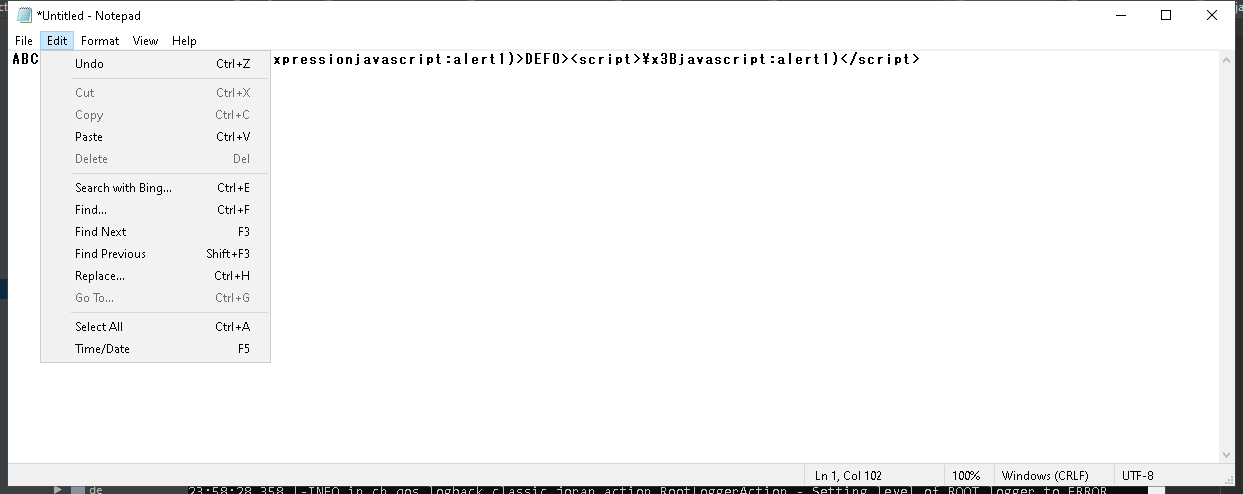 *Untitled - Notepad
File Edit Format View Help
ABC xpressionjavascript:alert1)>DEF0><script>¥x3Bjavascript:alert1)</script>
Undo Ctrl+Z
Cut Ctrl+X
Copy Ctrl+C
Paste Ctrl+V
Delete Del
Search with Bing... Ctrl+E
Find... Ctrl+F
Find Next F3
Find Previous Shift+F3
Replace... Ctrl+H
Go To... Ctrl+G
Select All Ctrl+A
Time/Date F5
Ln 1, Col 102 100% Windows (CRLF) UTF-8
de 23:58:28,358 |-INFO in ch.qos.logback.classic.joran.action.RootLoggerAction - Setting level of ROOT logger to ERROR